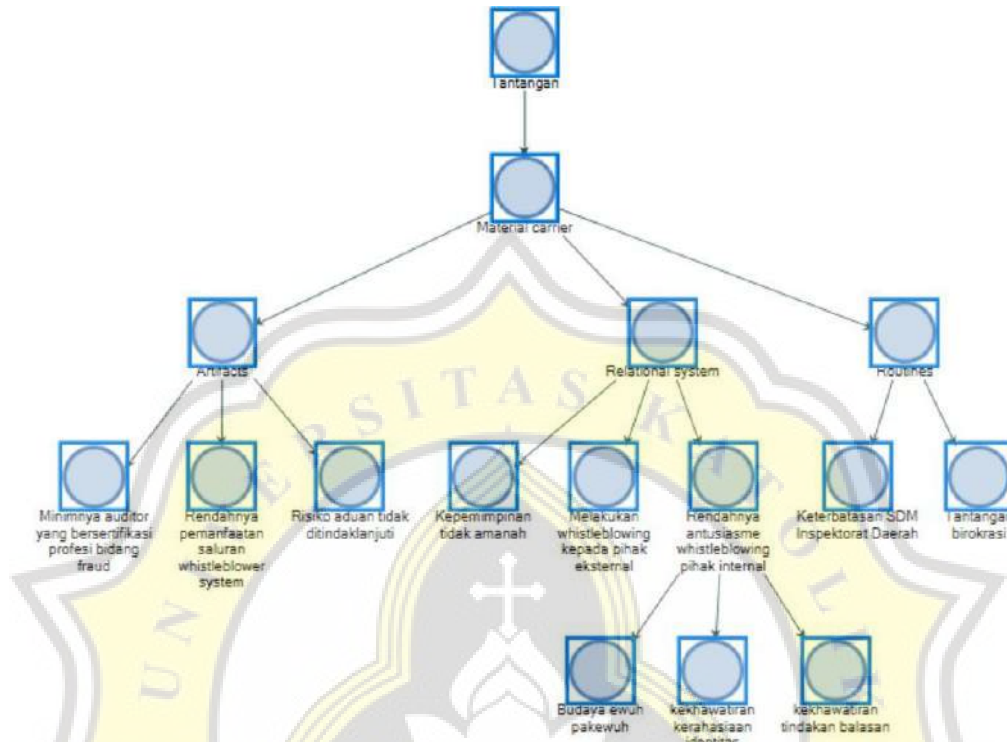 Tantangan
Material carrier
Artifacts
Relational system
Routines
Minimnya auditor
yang bersertifikasi
profesi bidang
fraud
Rendahnya
pemanfaatan
saluran
whistleblower
system
Risiko aduan tidak
ditindaklanjuti
Kepemimpinan
tidak amanah
Melakukan
whistleblowing
kepada pihak
eksternal
Rendahnya
antusiasme
whistleblowing
pihak internal
Keterbatasan SDM
Inspektorat Daerah
Tantangan
birokrasi
Budaya ewuh
pakewuh
kekhawatiran
kerahasiaan
identitas
kekhawatiran
tindakan balasan